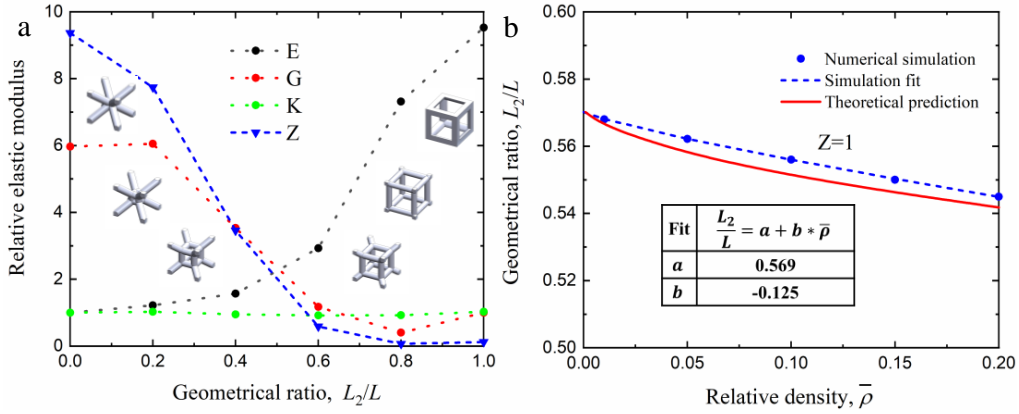 a
Relative elastic modulus
10
8
6
4
2
0
E
G
K
Z
0.0 0.2 0.4 0.6 0.8 1.0
Geometrical ratio, L₂/L
b
Geometrical ratio, L₂/L
0.60
0.58
0.56
0.54
0.52
0.50
Numerical simulation
Simulation fit
Theoretical prediction
Z=1
Fit L₂/L = a + b * ρ̅
a 0.569
b -0.125
0.00 0.05 0.10 0.15 0.20
Relative density, ρ̅